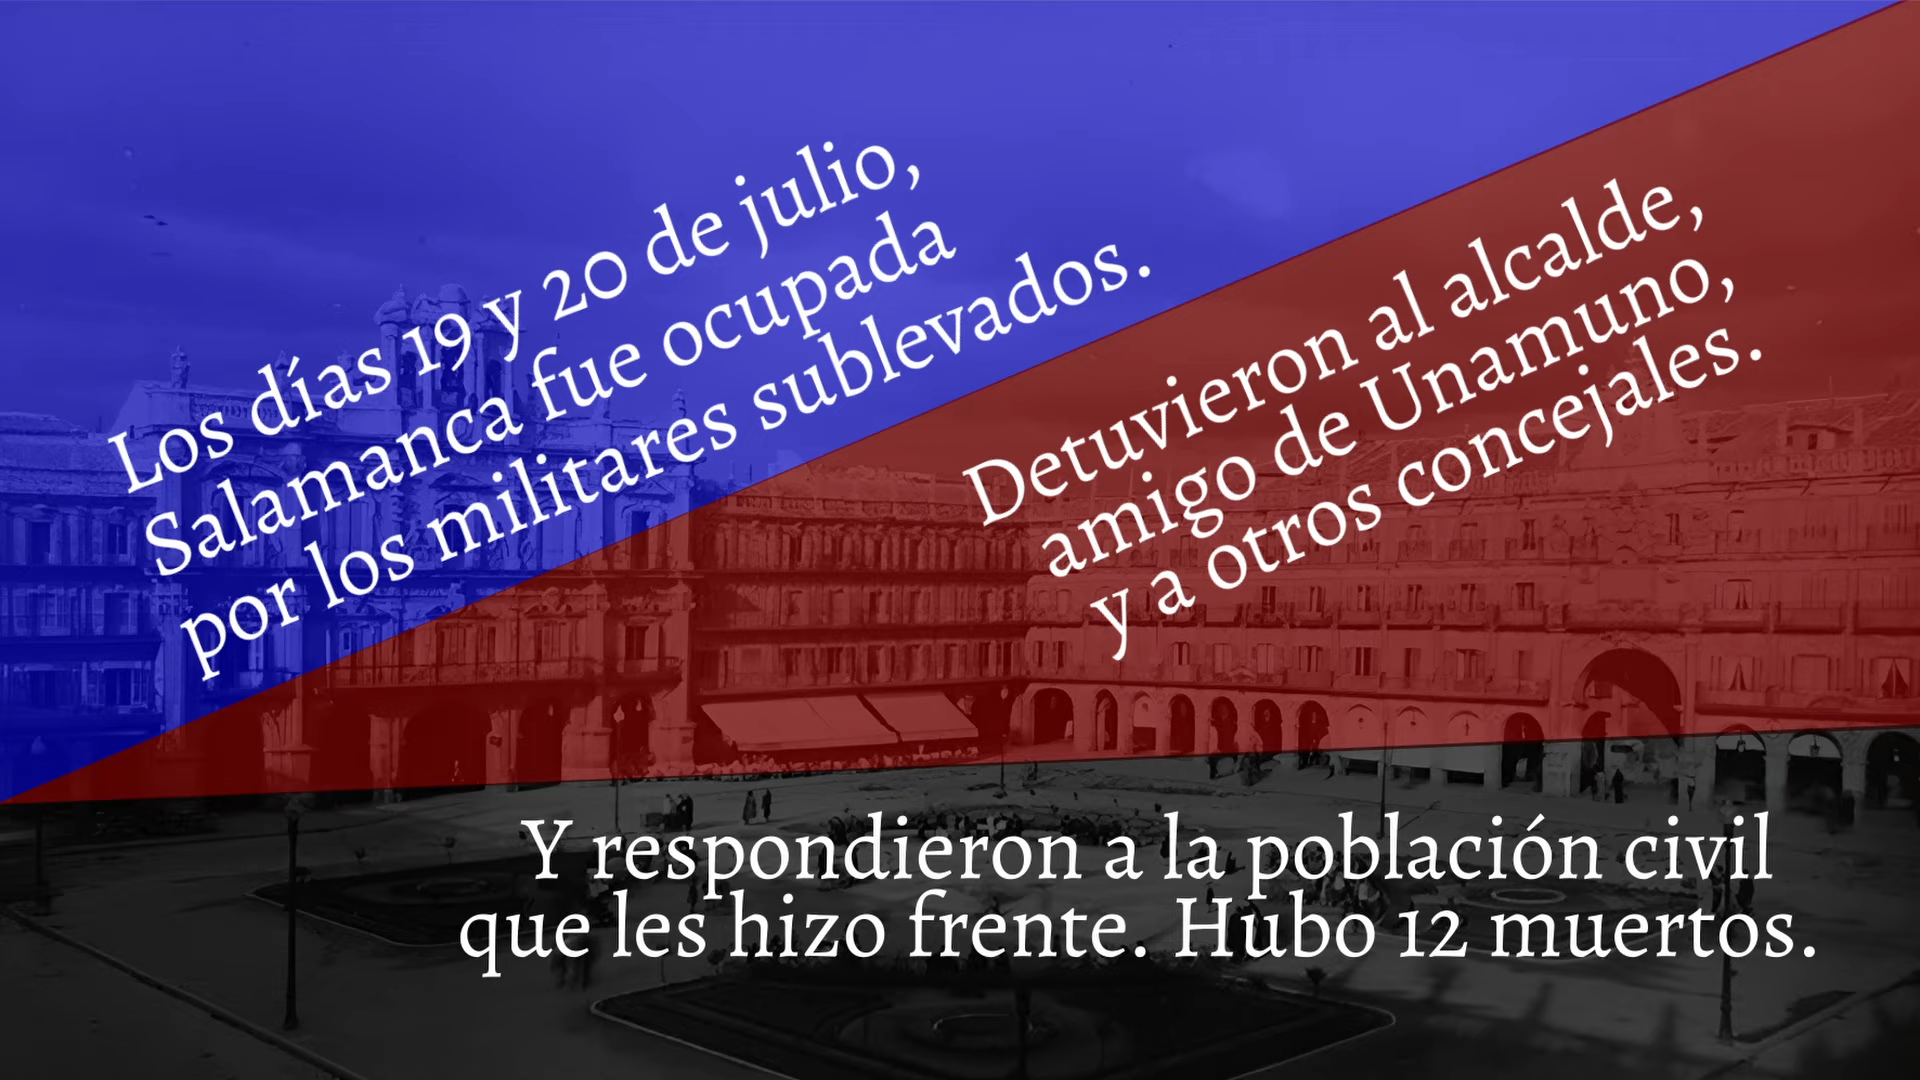 Los días 19 y 20 de julio,
Salamanca fue ocupada
por los militares sublevados.
Detuvieron al alcalde,
amigo de Unamuno,
y a otros concejales.
Y respondieron a la población civil
que les hizo frente. Hubo 12 muertos.